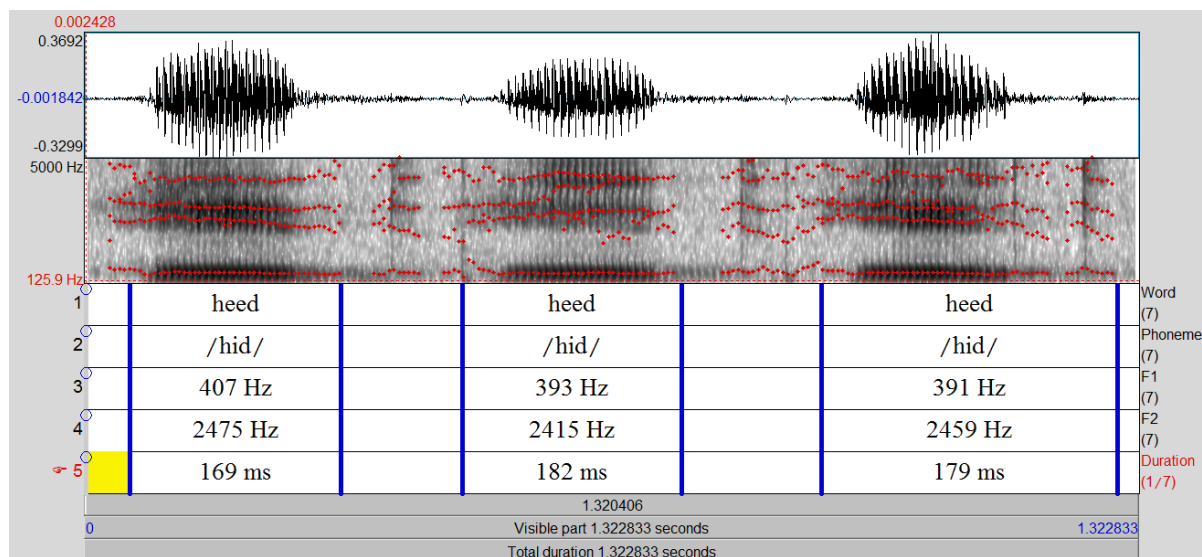 0.002428
0.3692
-0.001842
-0.3299
5000 Hz
125.9 Hz
1 heed heed heed Word (7)
2 /hid/ /hid/ /hid/ Phoneme (7)
3 407 Hz 393 Hz 391 Hz F1 (7)
4 2475 Hz 2415 Hz 2459 Hz F2 (7)
5 169 ms 182 ms 179 ms Duration (1/7)
1.320406
0 Visible part 1.322833 seconds 1.322833
Total duration 1.322833 seconds